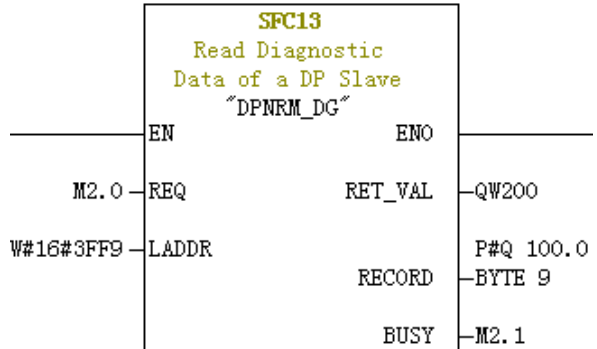 SFC13
Read Diagnostic
Data of a DP Slave
"DPNRM_DG"
EN ENO
M2.0 REQ RET_VAL QW200
W#16#3FF9 LADDR P#Q 100.0
RECORD BYTE 9
BUSY M2.1